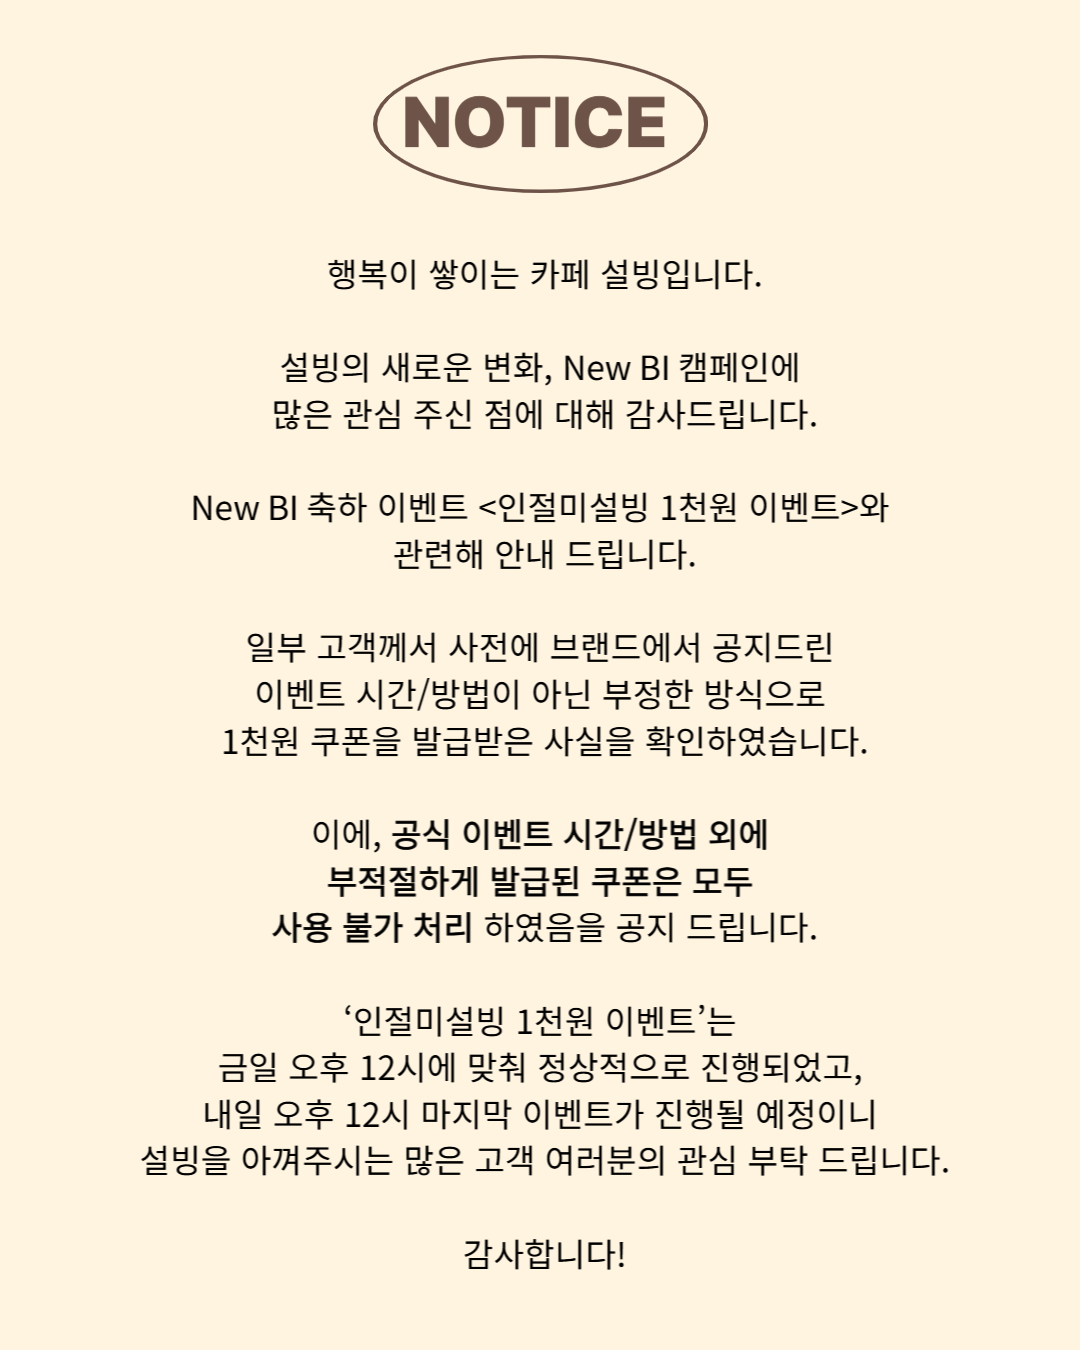 NOTICE
행복이 쌓이는 카페 설빙입니다.
설빙의 새로운 변화, New BI 캠페인에
많은 관심 주신 점에 대해 감사드립니다.
New BI 축하 이벤트 <인절미설빙 1천원 이벤트>와
관련해 안내 드립니다.
일부 고객께서 사전에 브랜드에서 공지드린
이벤트 시간/방법이 아닌 부정한 방식으로
1천원 쿠폰을 발급받은 사실을 확인하였습니다.
이에, 공식 이벤트 시간/방법 외에
부적절하게 발급된 쿠폰은 모두
사용 불가 처리 하였음을 공지 드립니다.
‘인절미설빙 1천원 이벤트’는
금일 오후 12시에 맞춰 정상적으로 진행되었고,
내일 오후 12시 마지막 이벤트가 진행될 예정이니
설빙을 아껴주시는 많은 고객 여러분의 관심 부탁 드립니다.
감사합니다!